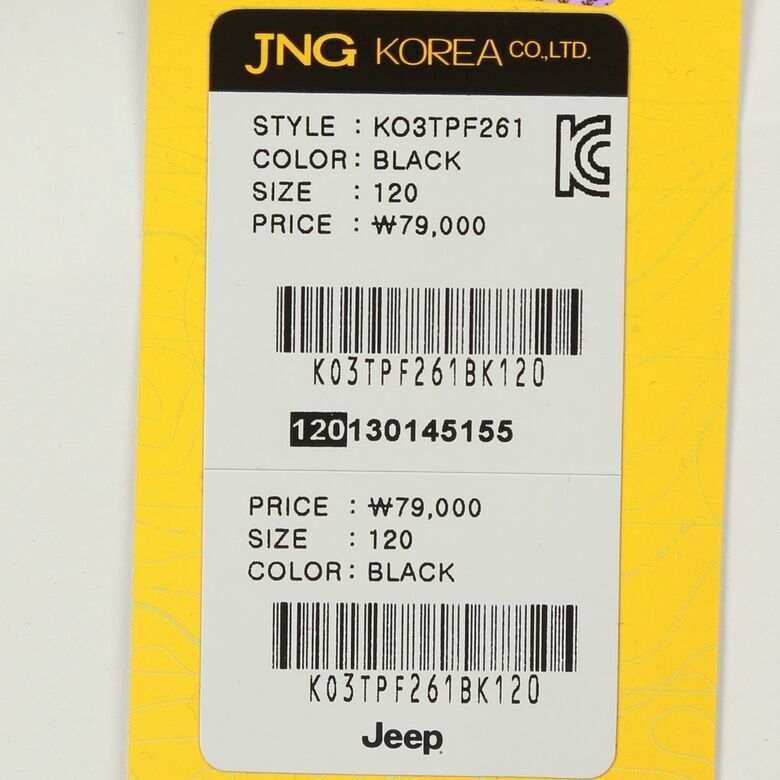 JNG KOREA CO.,LTD.
STYLE : KO3TPF261
COLOR : BLACK
SIZE : 120
PRICE : ₩79,000
KC
K03TPF261BK120
120130145155
PRICE : ₩79,000
SIZE : 120
COLOR : BLACK
K03TPF261BK120
Jeep